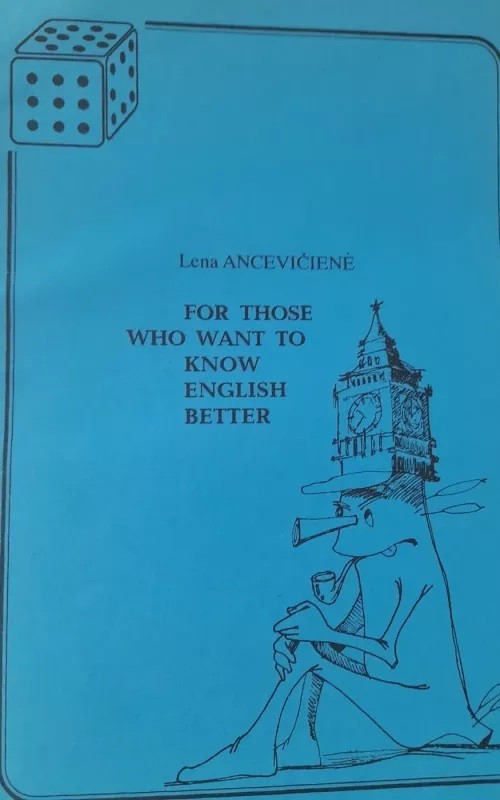 Lena ANCEVIČIENĖ
FOR THOSE
WHO WANT TO
KNOW
ENGLISH
BETTER